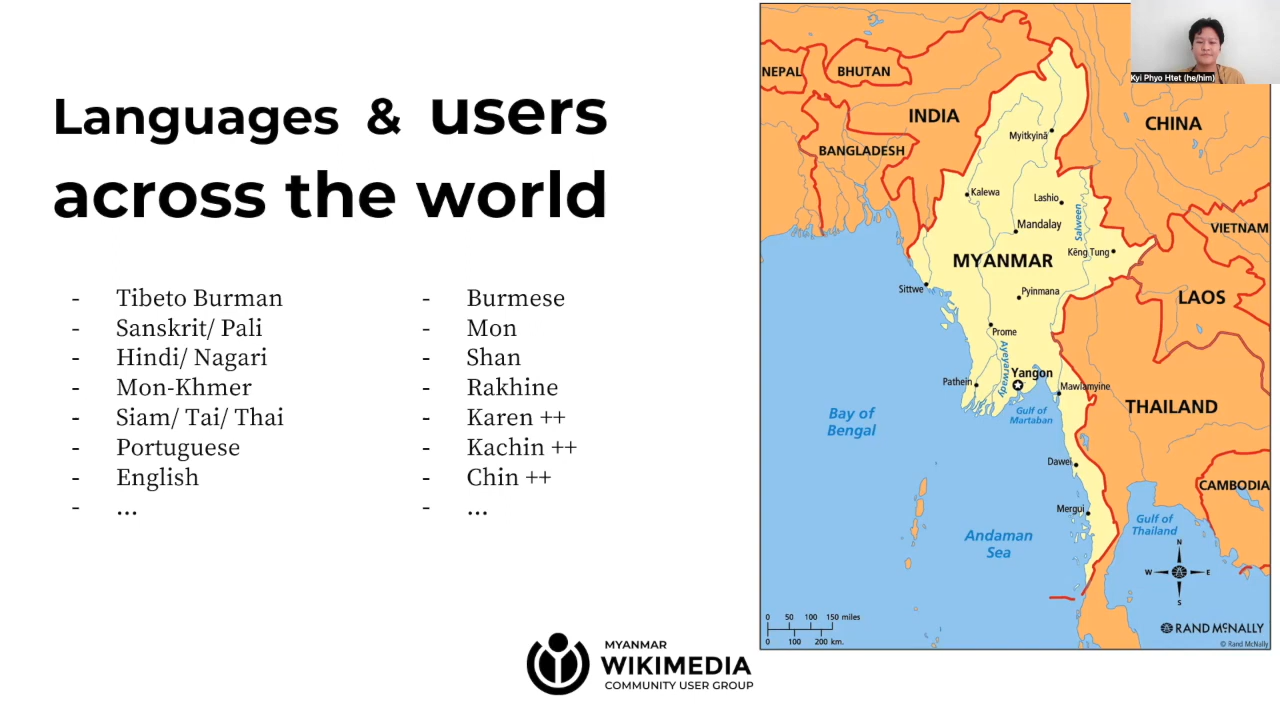 Languages & users
across the world
- Tibeto Burman
- Sanskrit/ Pali
- Hindi/ Nagari
- Mon-Khmer
- Siam/ Tai/ Thai
- Portuguese
- English
- ...
- Burmese
- Mon
- Shan
- Rakhine
- Karen ++
- Kachin ++
- Chin ++
- ...
MYANMAR
WIKIMEDIA
COMMUNITY USER GROUP
Kyi Phyo Htet (he/him)
NEPAL
BHUTAN
INDIA
CHINA
BANGLADESH
Myitkyinā
Kalewa
Lashio
Mandalay
Salween
VIETNAM
MYANMAR
Kēng Tung
Sittwe
Pyinmana
LAOS
Prome
Ayeyarwady
Yangon
Pathein
Mawlamyine
Gulf of
Martaban
THAILAND
Bay of
Bengal
Dawei
CAMBODIA
Mergui
Gulf of
Thailand
Andaman
Sea
N
W
E
S
0 50 100 150 miles
0 100 200 km.
RAND McNALLY
© Rand McNally